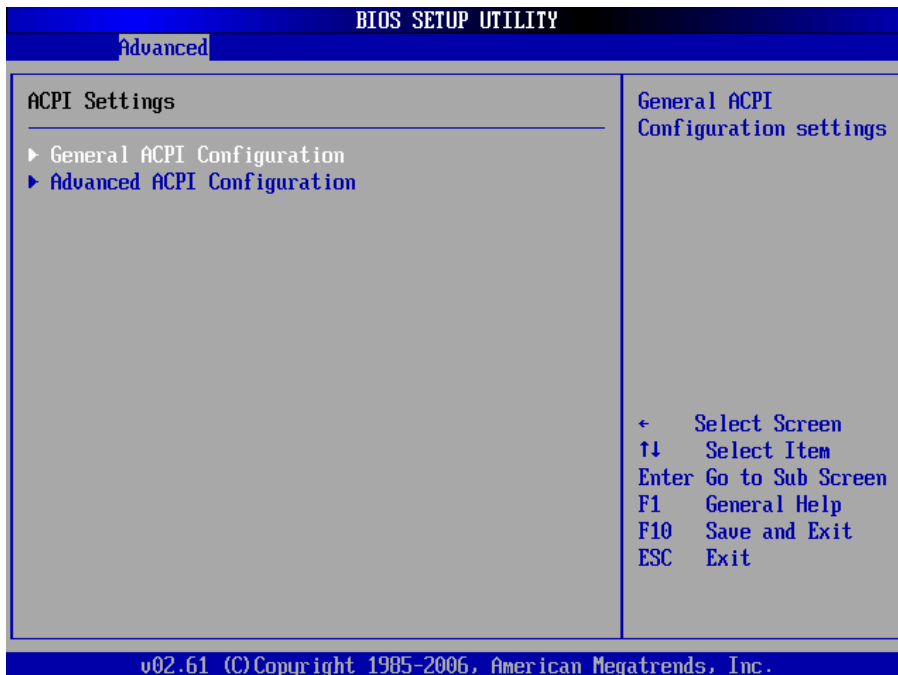 BIOS SETUP UTILITY
Advanced
ACPI Settings
▶ General ACPI Configuration
▶ Advanced ACPI Configuration
General ACPI
Configuration settings
← Select Screen
↑↓ Select Item
Enter Go to Sub Screen
F1 General Help
F10 Save and Exit
ESC Exit
v02.61 (C)Copyright 1985-2006, American Megatrends, Inc.